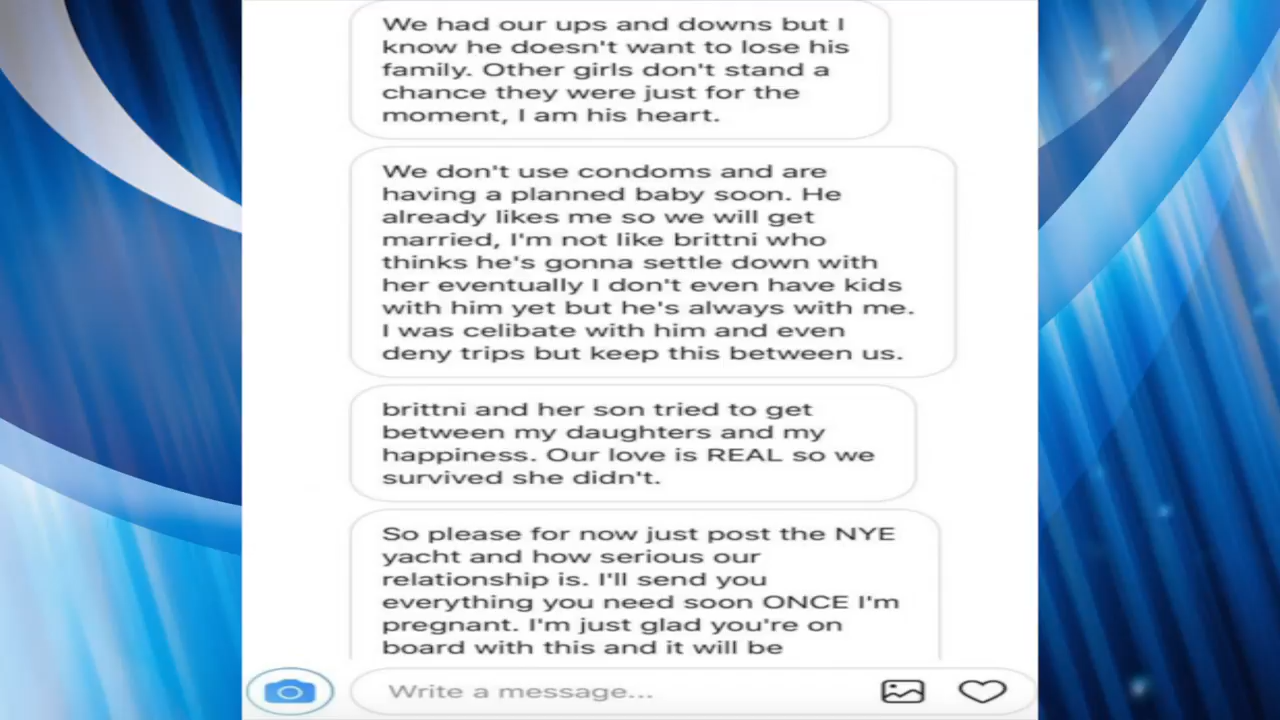 We had our ups and downs but I
know he doesn't want to lose his
family. Other girls don't stand a
chance they were just for the
moment, I am his heart.
We don't use condoms and are
having a planned baby soon. He
already likes me so we will get
married, I'm not like brittni who
thinks he's gonna settle down with
her eventually I don't even have kids
with him yet but he's always with me.
I was celibate with him and even
deny trips but keep this between us.
brittni and her son tried to get
between my daughters and my
happiness. Our love is REAL so we
survived she didn't.
So please for now just post the NYE
yacht and how serious our
relationship is. I'll send you
everything you need soon ONCE I'm
pregnant. I'm just glad you're on
board with this and it will be
Write a message...